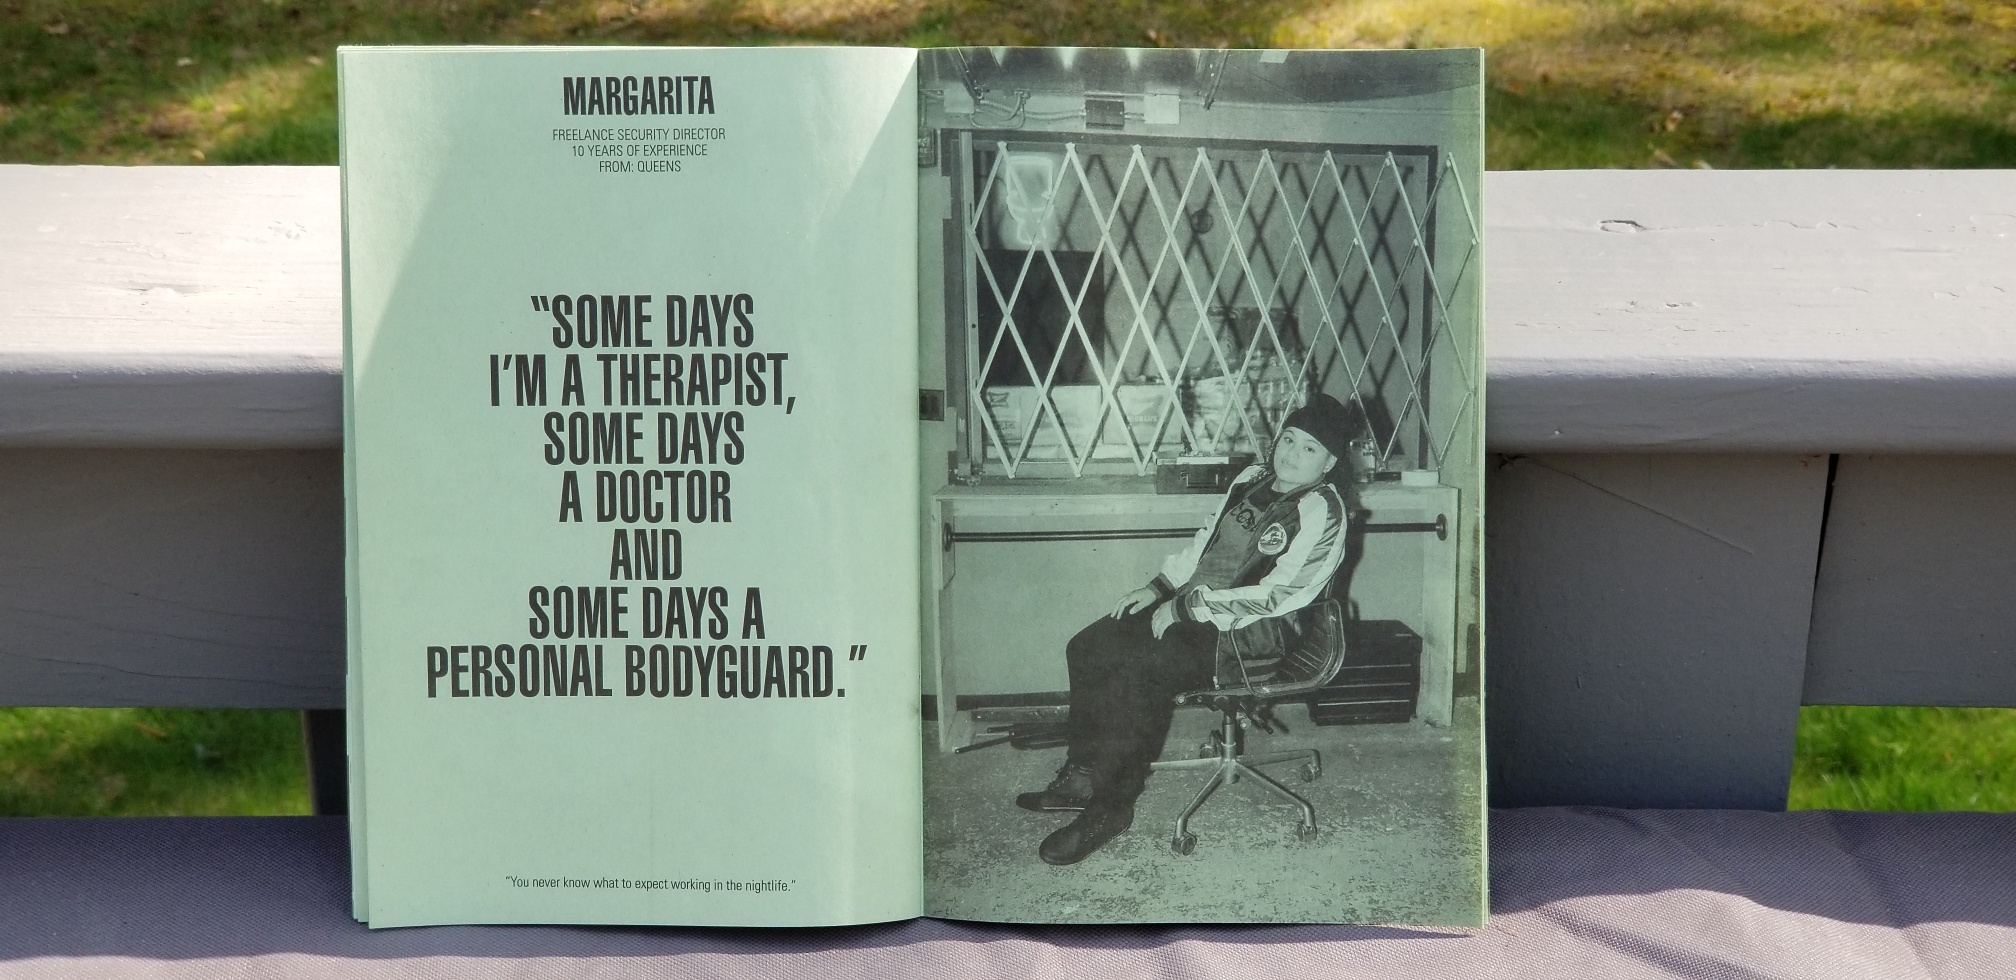 MARGARITA
FREELANCE SECURITY DIRECTOR
10 YEARS OF EXPERIENCE
FROM: QUEENS
“SOME DAYS
I’M A THERAPIST,
SOME DAYS
A DOCTOR
AND
SOME DAYS A
PERSONAL BODYGUARD.”
“You never know what to expect working in the nightlife.”